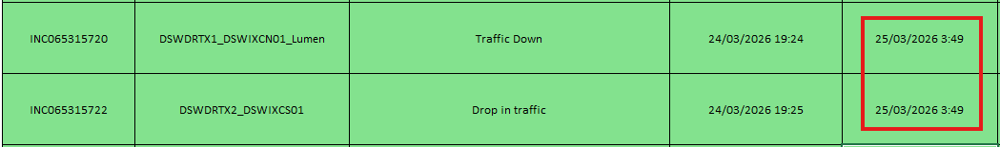 INC065315720 DSWDRTX1_DSWIXCN01_Lumen Traffic Down 24/03/2026 19:24 25/03/2026 3:49
INC065315722 DSWDRTX2_DSWIXCS01 Drop in traffic 24/03/2026 19:25 25/03/2026 3:49